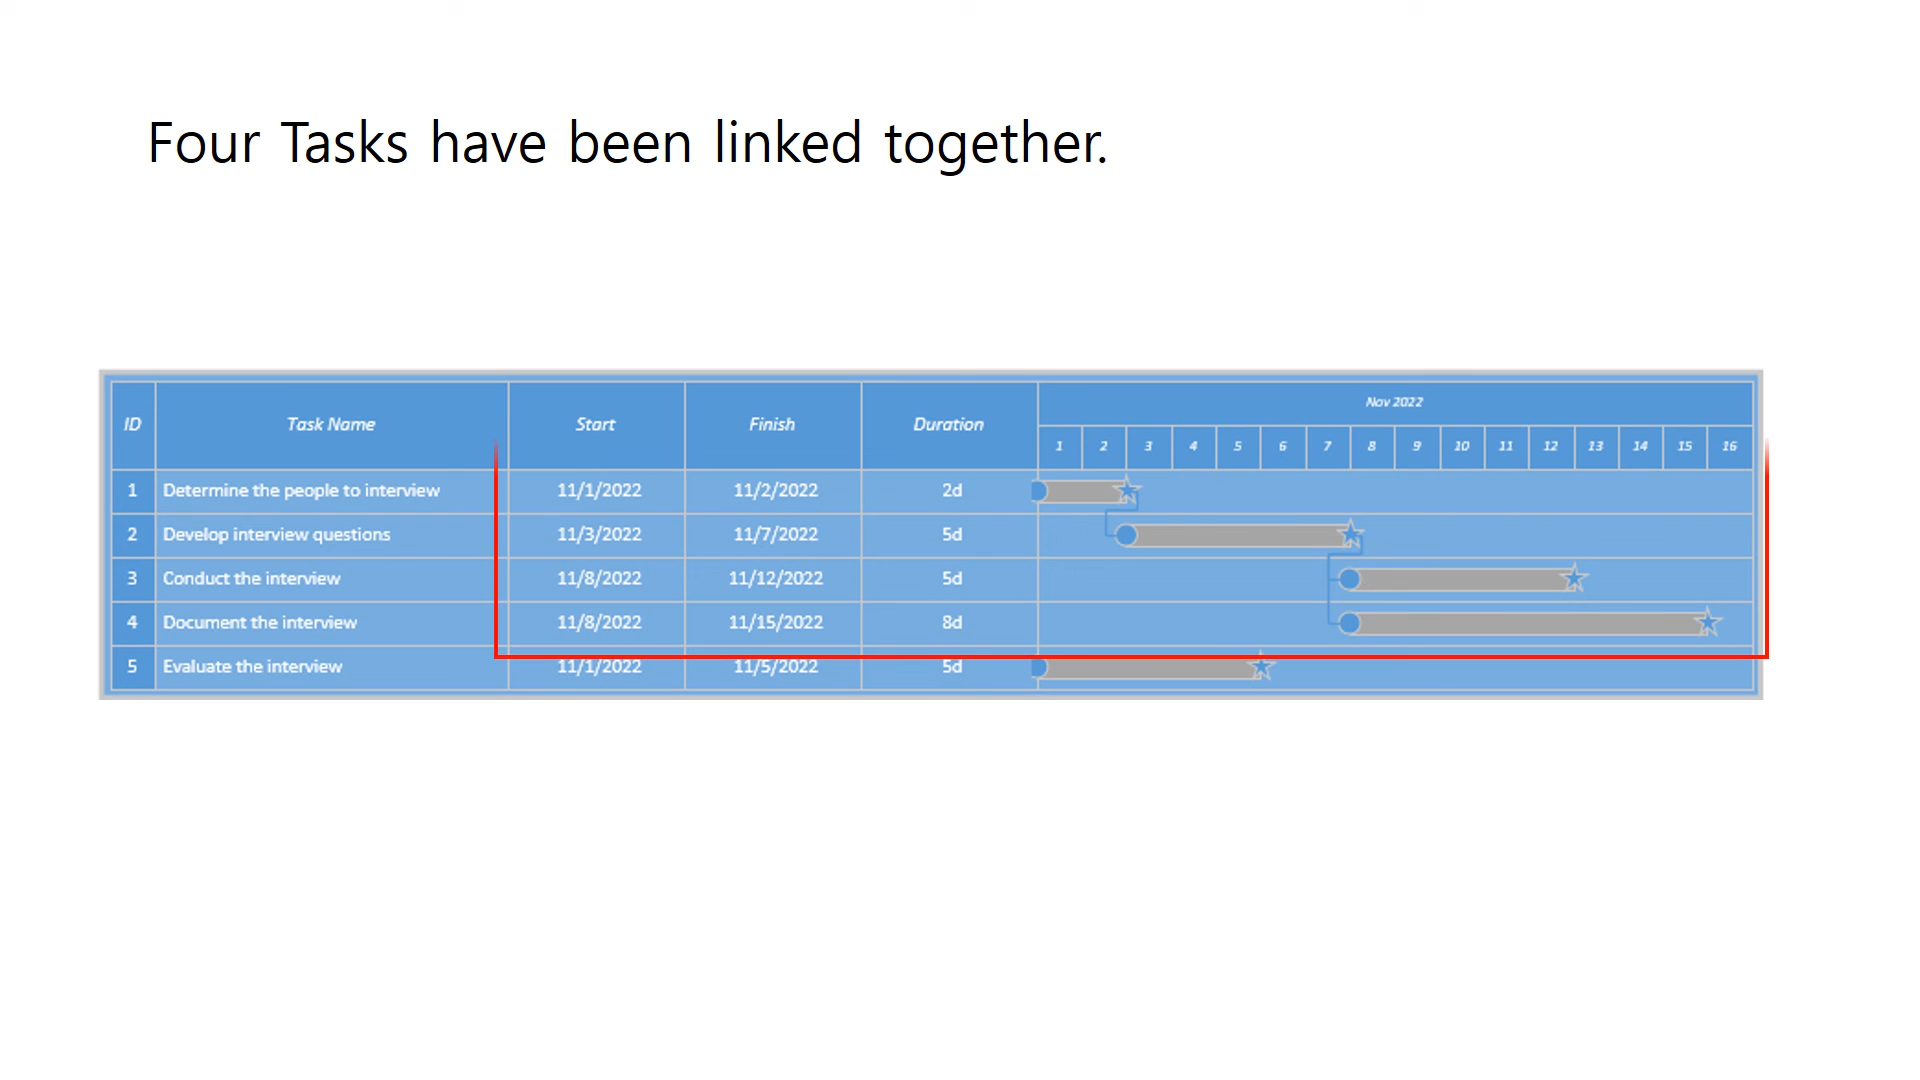 Four Tasks have been linked together.
ID Task Name Start Finish Duration Nov 2022
1 2 3 4 5 6 7 8 9 10 11 12 13 14 15 16
1 Determine the people to interview 11/1/2022 11/2/2022 2d
2 Develop interview questions 11/3/2022 11/7/2022 5d
3 Conduct the interview 11/8/2022 11/12/2022 5d
4 Document the interview 11/8/2022 11/15/2022 8d
5 Evaluate the interview 11/1/2022 11/5/2022 5d